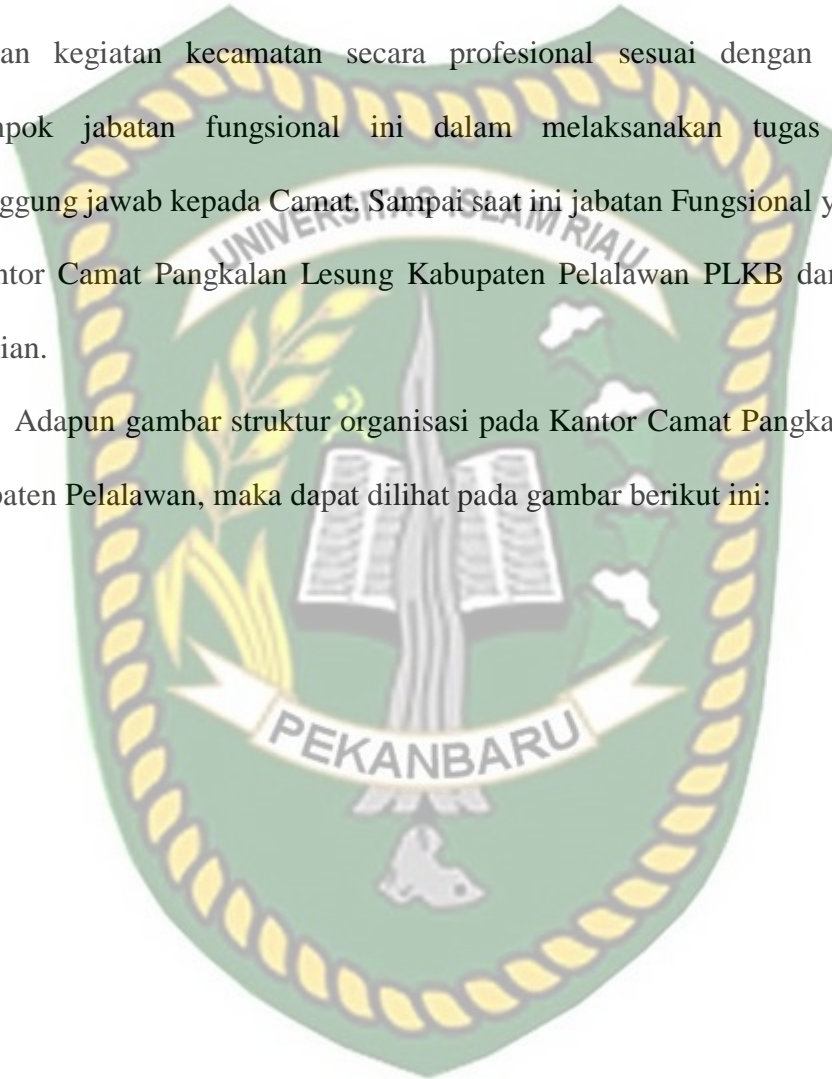 an kegiatan kecamatan secara profesional sesuai dengan
npok jabatan fungsional ini dalam melaksanakan tugas
ggung jawab kepada Camat. Sampai saat ini jabatan Fungsional y
UNIVERSITAS ISLAM RIAU
ntor Camat Pangkalan Lesung Kabupaten Pelalawan PLKB dan
ian.
Adapun gambar struktur organisasi pada Kantor Camat Pangka
paten Pelalawan, maka dapat dilihat pada gambar berikut ini:
PEKANBARU